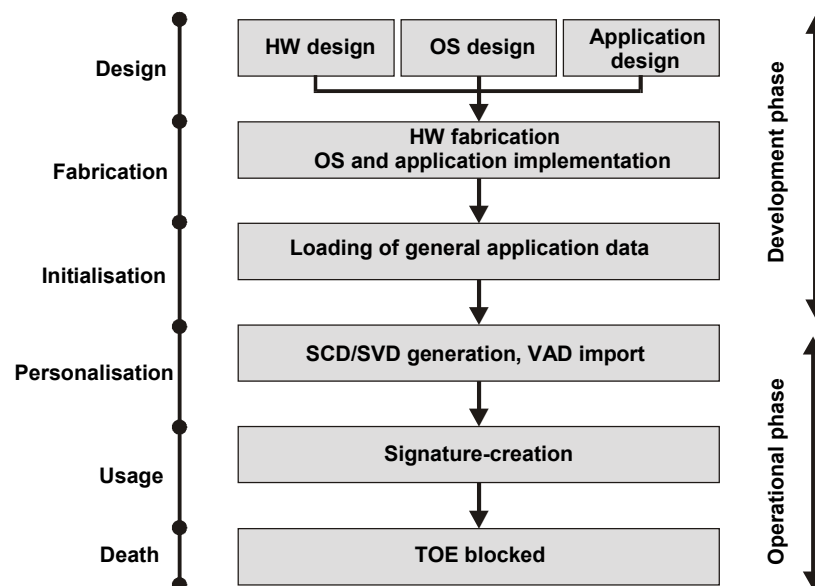 Design
HW design
OS design
Application
design
Fabrication
HW fabrication
OS and application implementation
Initialisation
Loading of general application data
Development phase
Personalisation
SCD/SVD generation, VAD import
Usage
Signature-creation
Death
TOE blocked
Operational phase